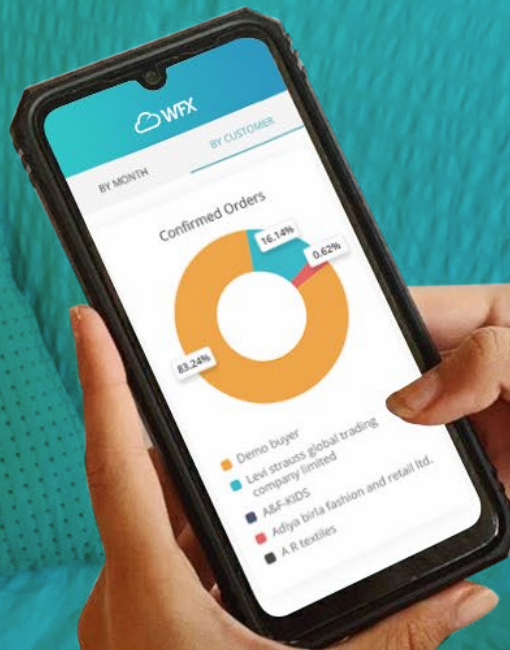 WFX
BY MONTH
BY CUSTOMER
Confirmed Orders
16.14%
0.62%
83.24%
Demo buyer
Levi strauss global trading
company limited
A&F-KIDS
Adiya birla fashion and retail ltd.
A R textiles